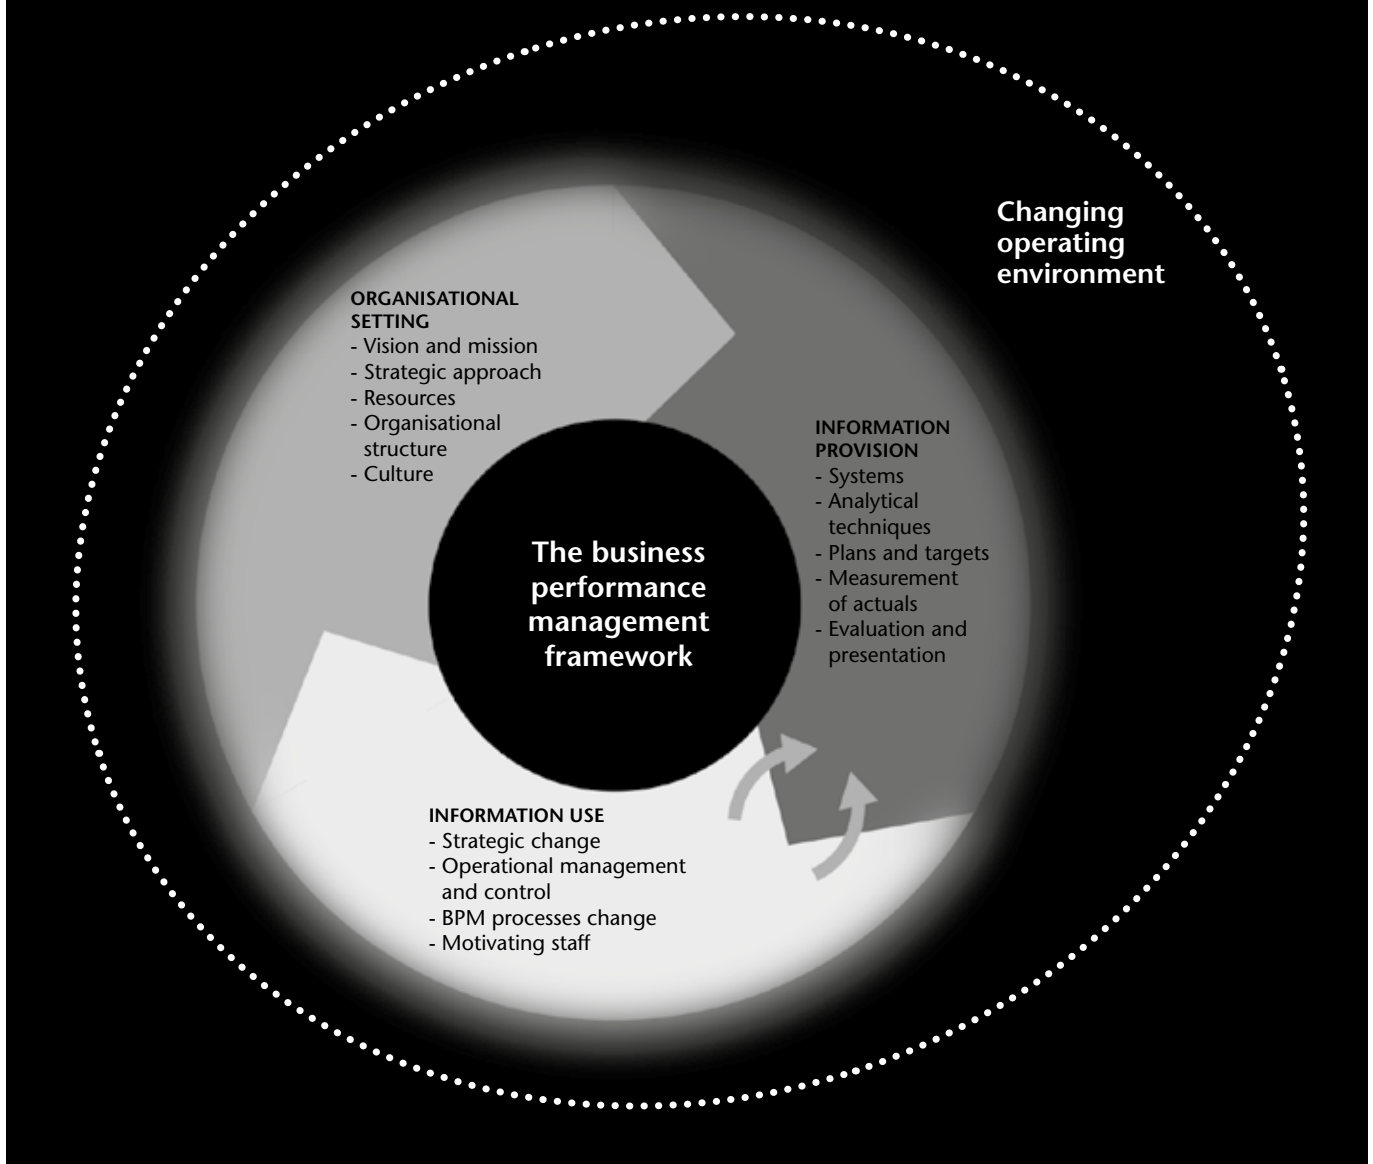 Changing
operating
environment
ORGANISATIONAL
SETTING
- Vision and mission
- Strategic approach
- Resources
- Organisational
structure
- Culture
INFORMATION
PROVISION
- Systems
- Analytical
techniques
- Plans and targets
- Measurement
of actuals
- Evaluation and
presentation
The business
performance
management
framework
INFORMATION USE
- Strategic change
- Operational management
and control
- BPM processes change
- Motivating staff